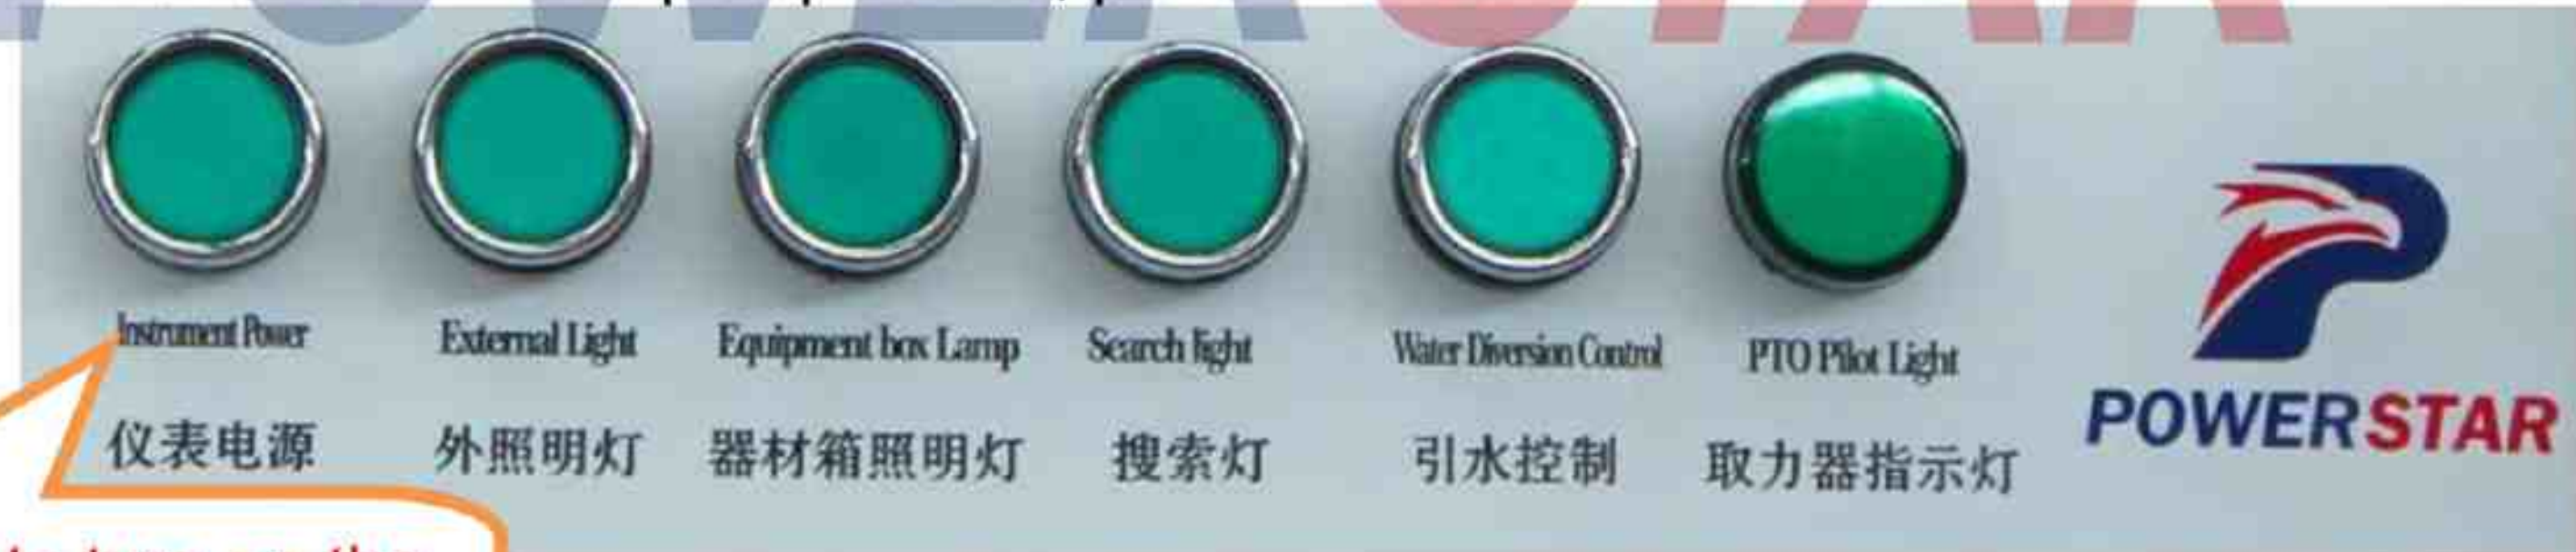 POWERSTAR
Instrument Power
External Light
Equipment box Lamp
Search light
Water Diversion Control
PTO Pilot Light
仪表电源
外照明灯
器材箱照明灯
搜索灯
引水控制
取力器指示灯
POWERSTAR